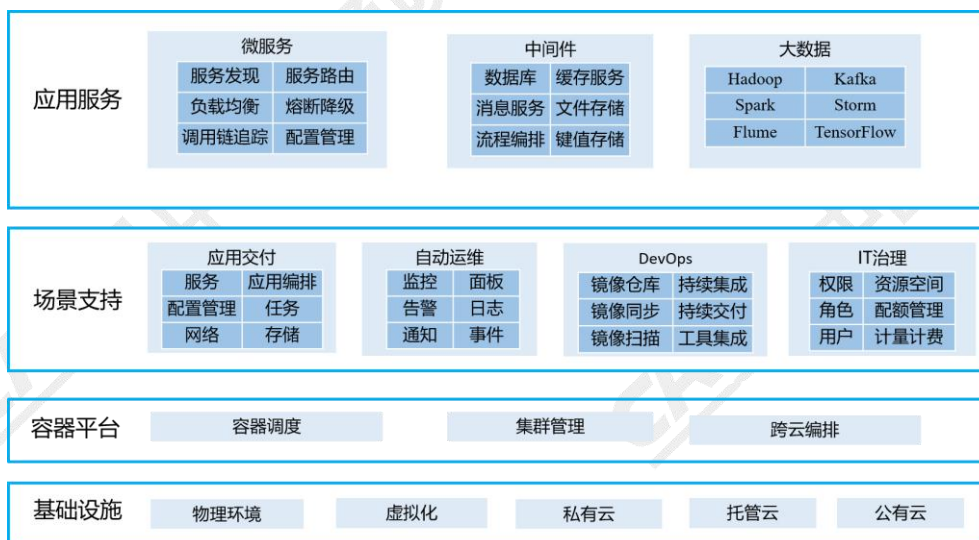 应用服务
微服务
服务发现 服务路由
负载均衡 熔断降级
调用链追踪 配置管理
中间件
数据库 缓存服务
消息服务 文件存储
流程编排 键值存储
大数据
Hadoop Kafka
Spark Storm
Flume TensorFlow
场景支持
应用交付
服务 应用编排
配置管理 任务
网络 存储
自动运维
监控 面板
告警 日志
通知 事件
DevOps
镜像仓库 持续集成
镜像同步 持续交付
镜像扫描 工具集成
IT治理
权限 资源空间
角色 配额管理
用户 计量计费
容器平台
容器调度 集群管理 跨云编排
基础设施
物理环境 虚拟化 私有云 托管云 公有云